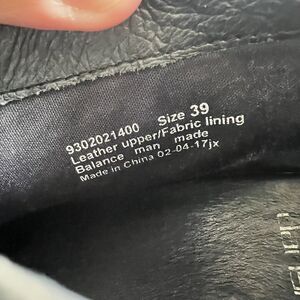 9302021400 Size 39
Leather upper/Fabric lining
Balance man made
Made in China 02-04-17jx